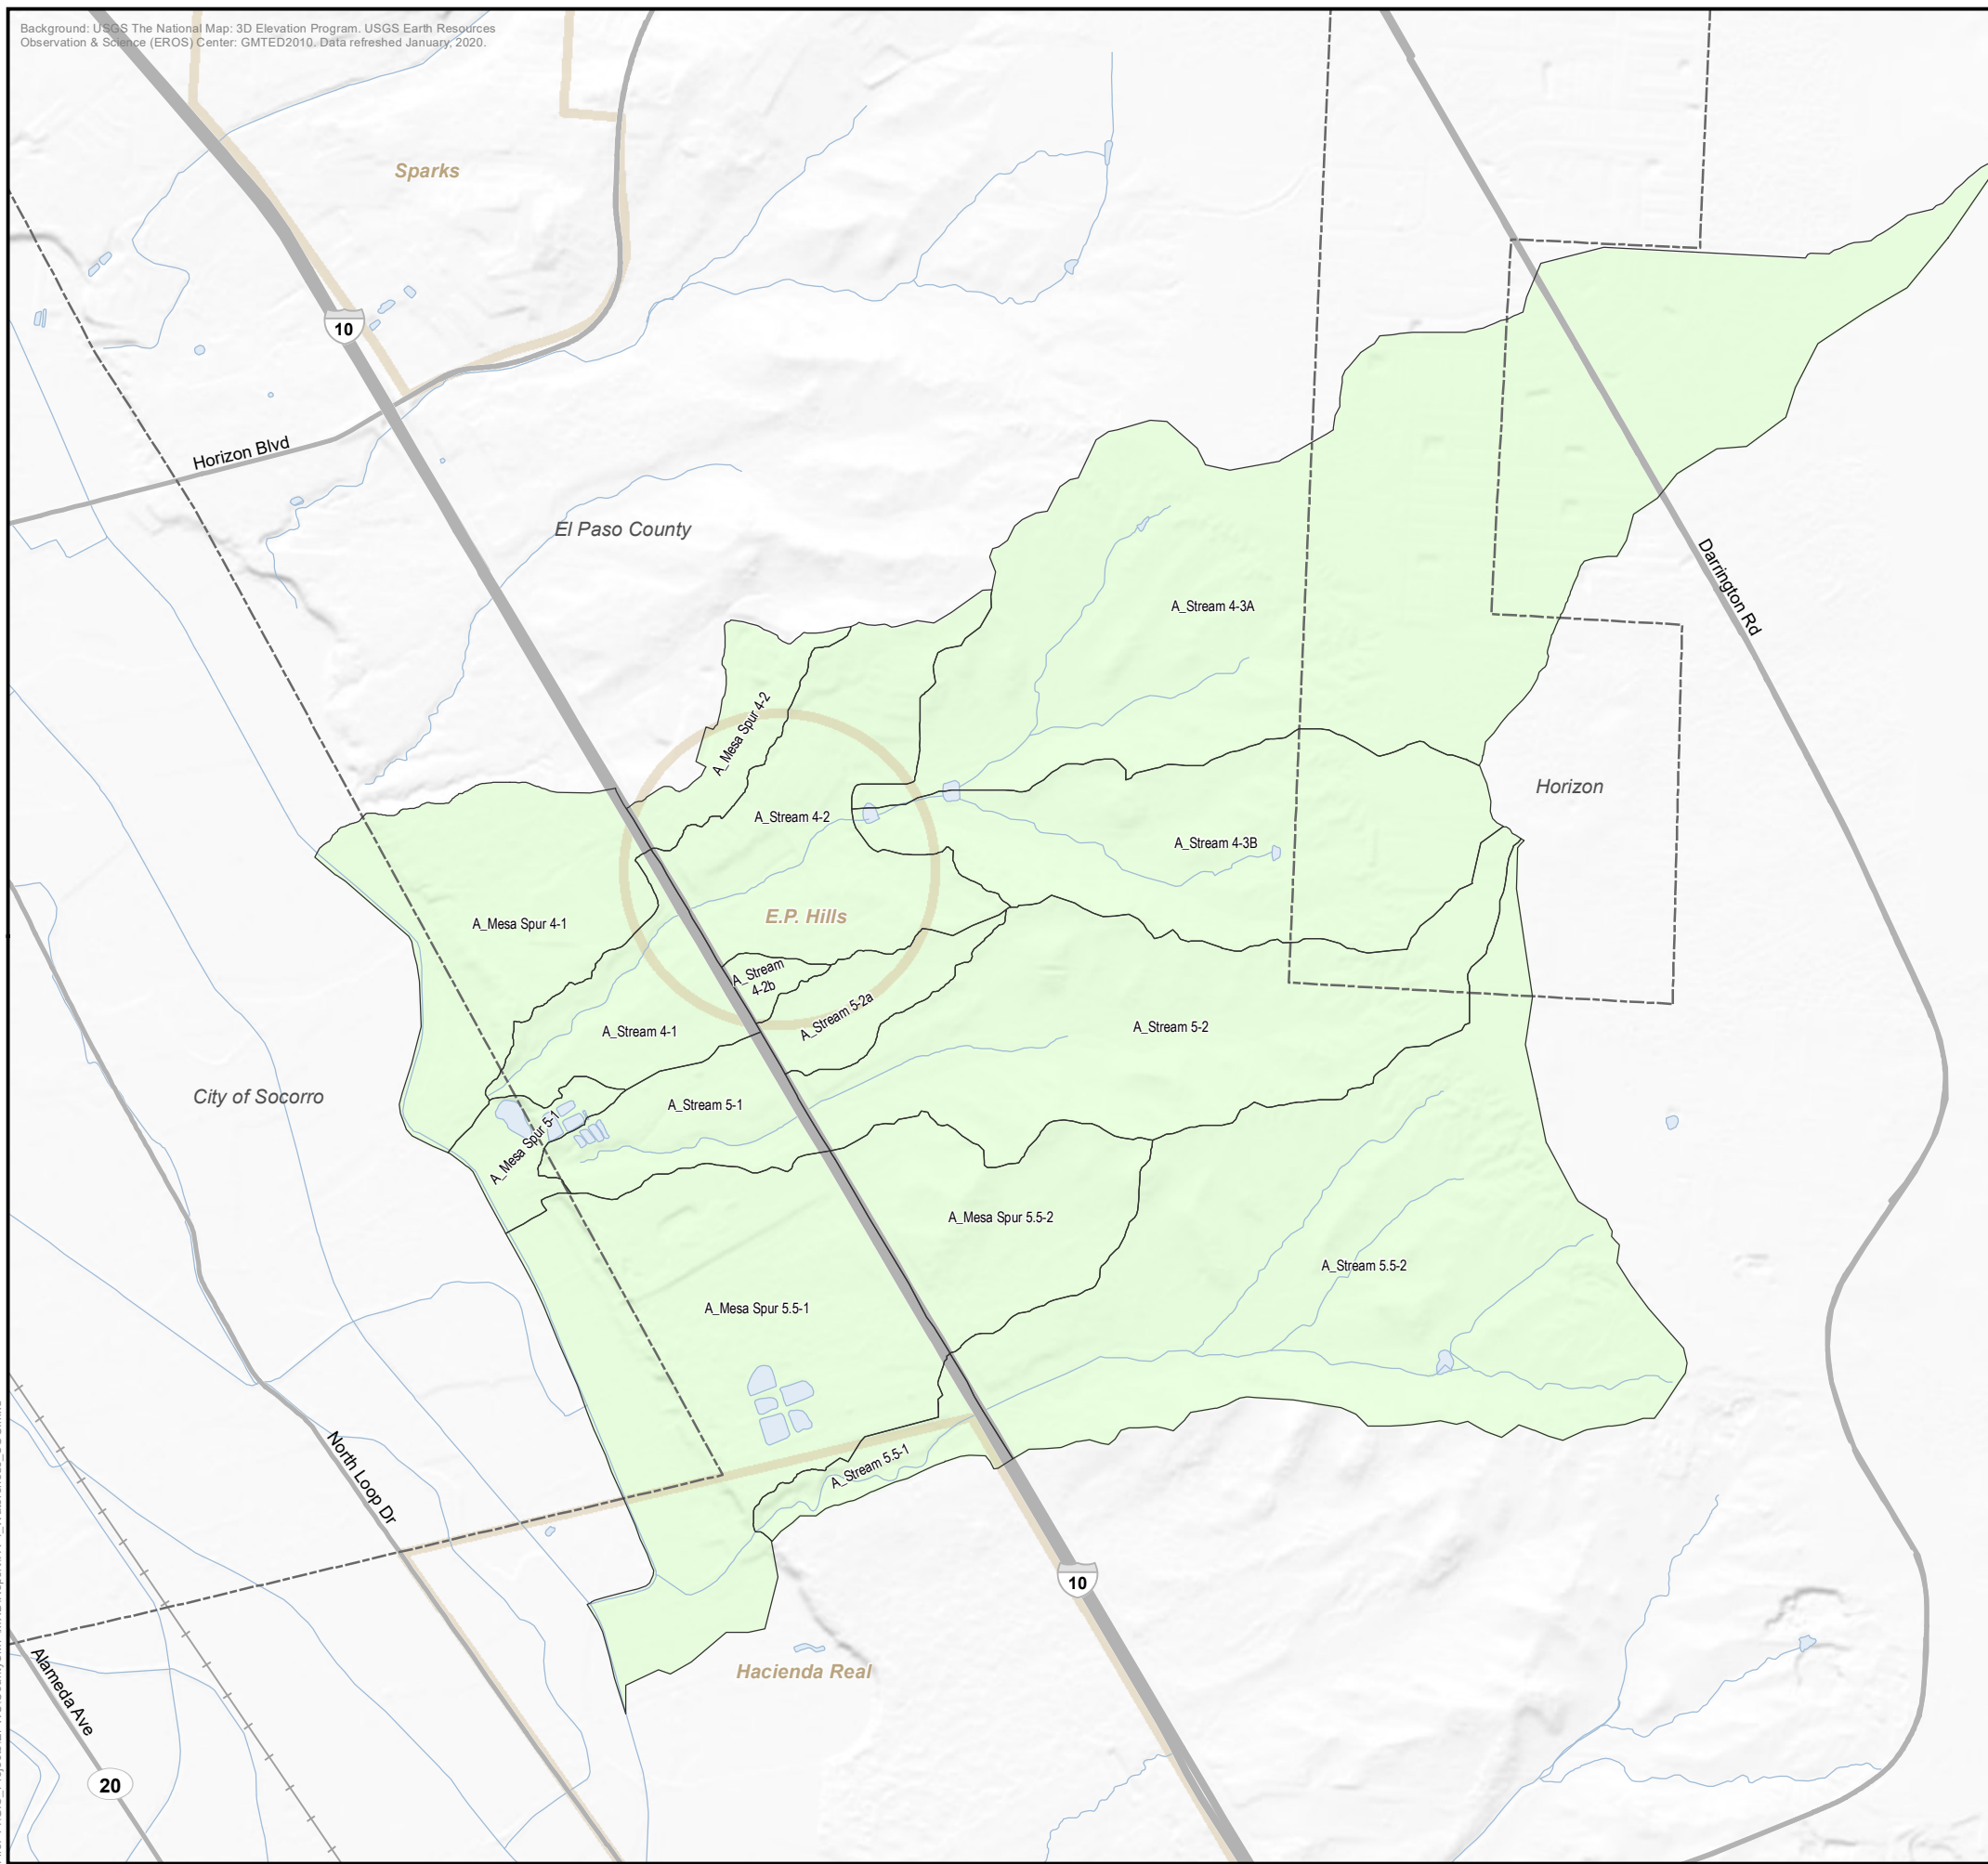 Background: USGS The National Map: 3D Elevation Program. USGS Earth Resources
Observation & Science (EROS) Center: GMTED2010. Data refreshed January, 2020.
Sparks
10
Horizon Blvd
El Paso County
Darrington Rd
A_Stream 4-3A
A_Mesa Spur 4-2
Horizon
A_Stream 4-2
A_Stream 4-3B
E.P. Hills
A_Mesa Spur 4-1
A_Stream
4-2b
A_Stream 5-2a
A_Stream 4-1
A_Stream 5-2
City of Socorro
A_Stream 5-1
A_Mesa Spur 5-1
A_Mesa Spur 5.5-2
A_Stream 5.5-2
A_Mesa Spur 5.5-1
A_Stream 5.5-1
North Loop Dr
10
Hacienda Real
Alameda Ave
20